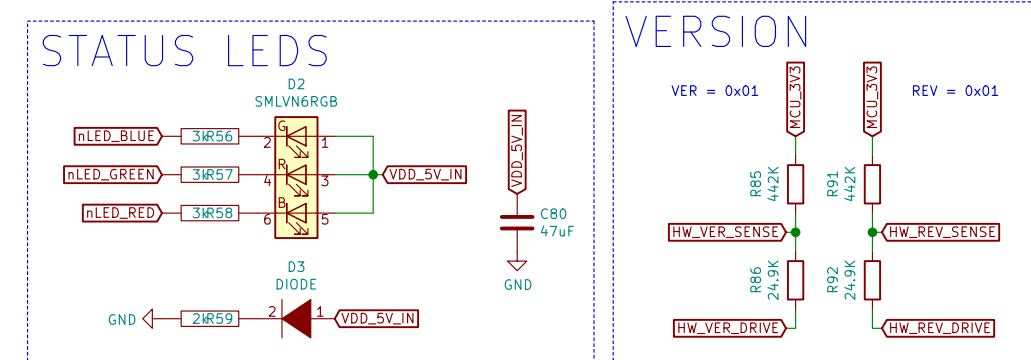 STATUS LEDS
D2
SMLVN6RGB
nLED_BLUE
3k
R56
2
G
1
nLED_GREEN
3k
R57
4
R
3
VDD_5V_IN
nLED_RED
3k
R58
6
B
5
VDD_5V_IN
C80
47uF
GND
D3
DIODE
GND
2k
R59
2
1
VDD_5V_IN
VERSION
VER = 0x01
MCU_3V3
MCU_3V3
REV = 0x01
R85
442K
R91
442K
HW_VER_SENSE
HW_REV_SENSE
R86
24.9K
R92
24.9K
HW_VER_DRIVE
HW_REV_DRIVE